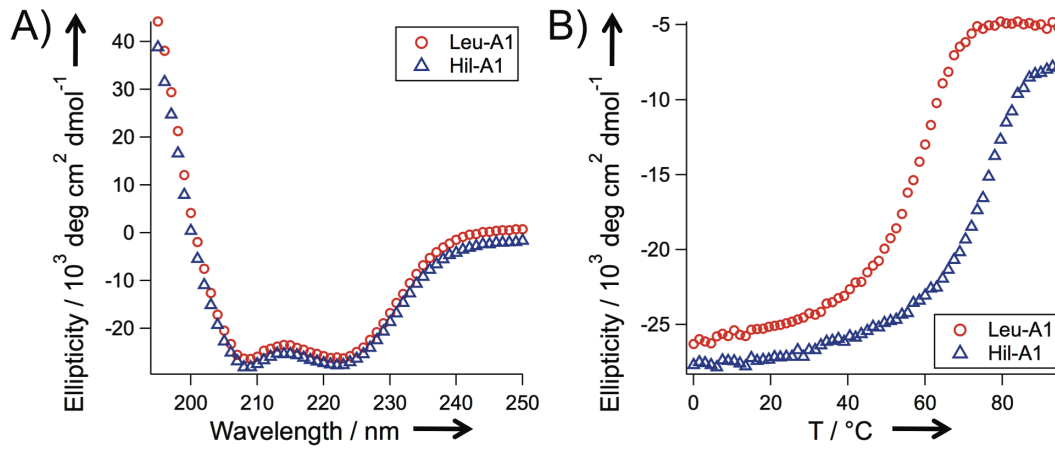 A)
Ellipticity / 10³ deg cm² dmol⁻¹
40
30
20
10
0
-10
-20
200
210
220
230
240
250
Wavelength / nm
Leu-A1
Hil-A1
B)
Ellipticity / 10³ deg cm² dmol⁻¹
-5
-10
-15
-20
-25
0
20
40
60
80
T / °C
Leu-A1
Hil-A1